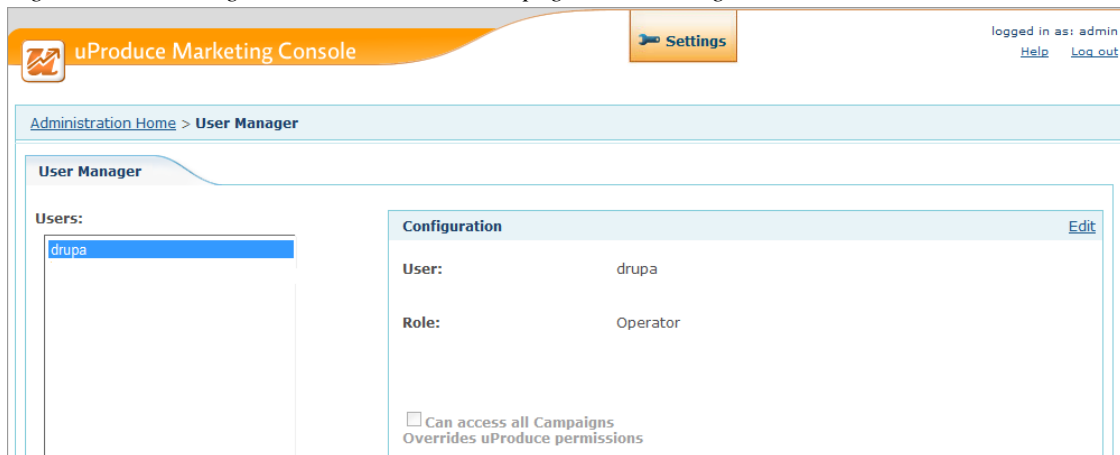 uProduce Marketing Console
Settings
logged in as: admin
Help Log out
Administration Home > User Manager
User Manager
Users:
drupa
Configuration
Edit
User: drupa
Role: Operator
Can access all Campaigns
Overrides uProduce permissions